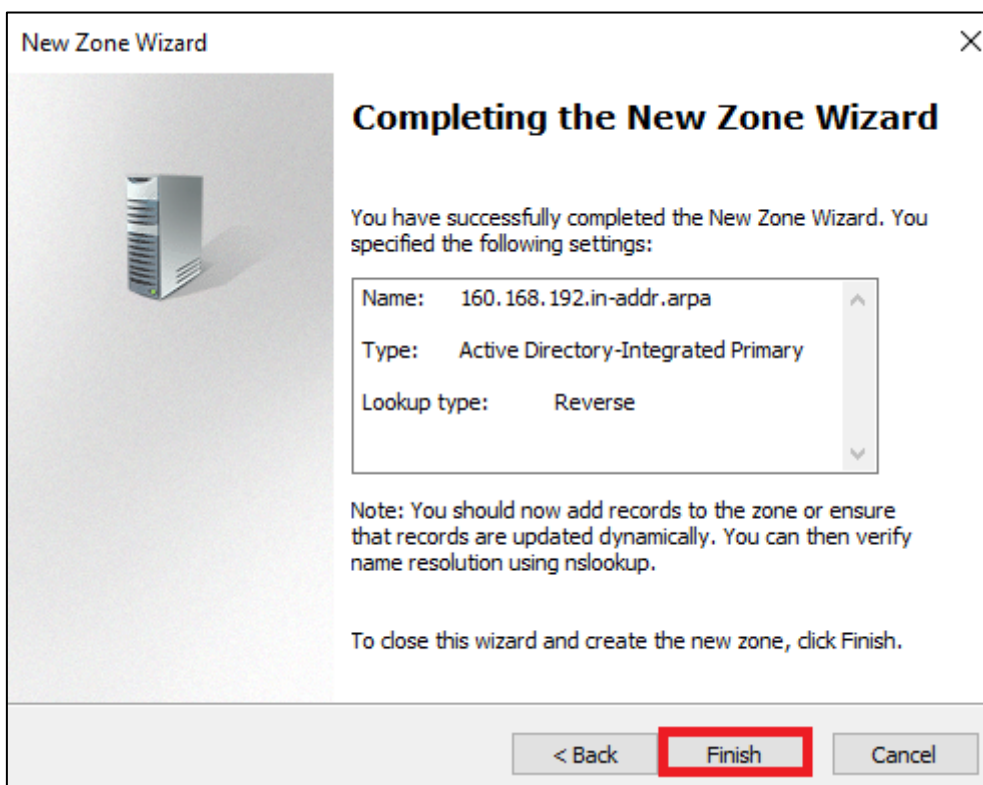 New Zone Wizard
Completing the New Zone Wizard
You have successfully completed the New Zone Wizard. You
specified the following settings:
Name: 160.168.192.in-addr.arpa
Type: Active Directory-Integrated Primary
Lookup type: Reverse
Note: You should now add records to the zone or ensure
that records are updated dynamically. You can then verify
name resolution using nslookup.
To close this wizard and create the new zone, click Finish.
< Back Finish Cancel